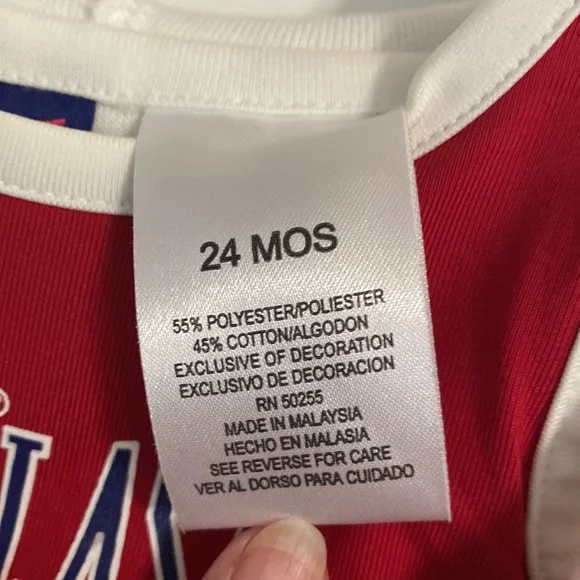 24 MOS
55% POLYESTER/POLIESTER
45% COTTON/ALGODON
EXCLUSIVE OF DECORATION
EXCLUSIVO DE DECORACION
RN 50255
MADE IN MALAYSIA
HECHO EN MALASIA
SEE REVERSE FOR CARE
VER AL DORSO PARA CUIDADO